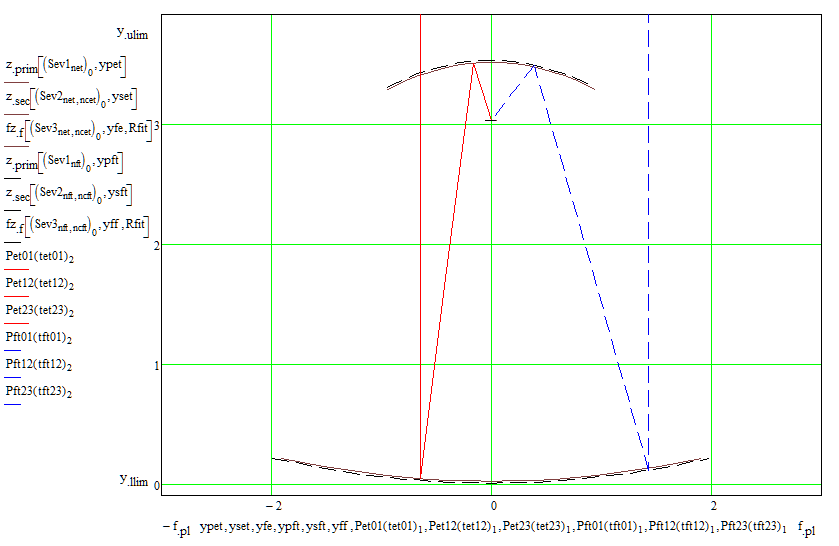 y.ulim
z.prim[(Sev1net)0,ypet]
z.sec[(Sev2net,ncet)0,yset]
fz.f[(Sev3net,ncet)0,yfe,Rfit]
z.prim[(Sev1nft)0,ypft]
z.sec[(Sev2nft,ncft)0,ysft]
fz.f[(Sev3nft,ncft)0,yff,Rfit]
Pet01(tet01)2
Pet12(tet12)2
Pet23(tet23)2
Pft01(tft01)2
Pft12(tft12)2
Pft23(tft23)2
y.llim
3
2
1
0
−2
0
2
−f.pl ypet,yset,yfe,ypft,ysft,yff,Pet01(tet01)1,Pet12(tet12)1,Pet23(tet23)1,Pft01(tft01)1,Pft12(tft12)1,Pft23(tft23)1 f.pl